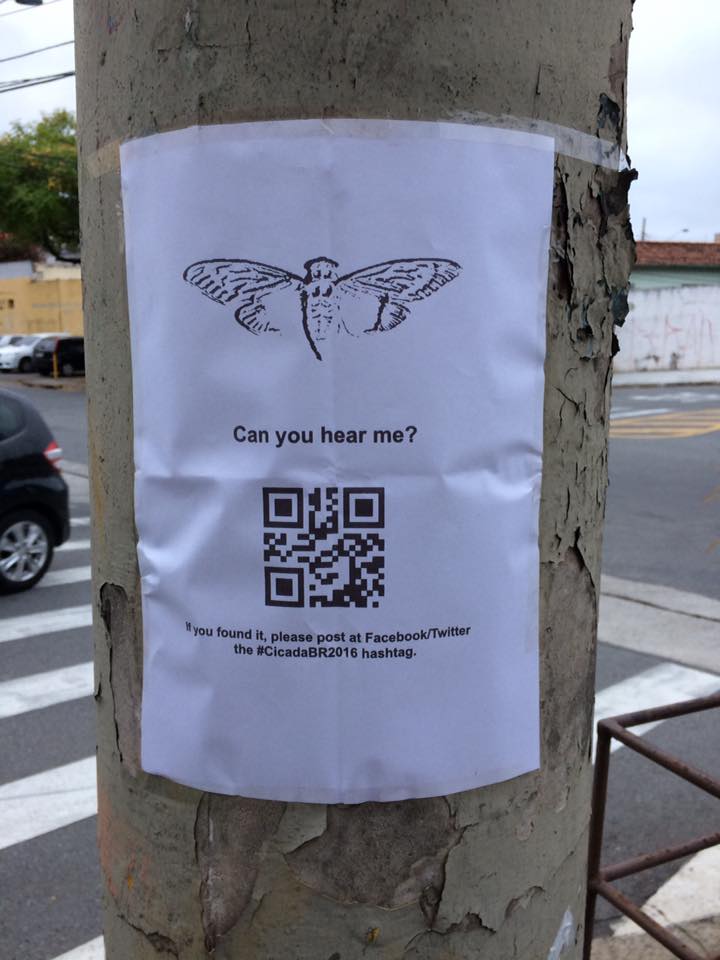 Can you hear me?
If you found it, please post at Facebook/Twitter
the #CicadaBR2016 hashtag.